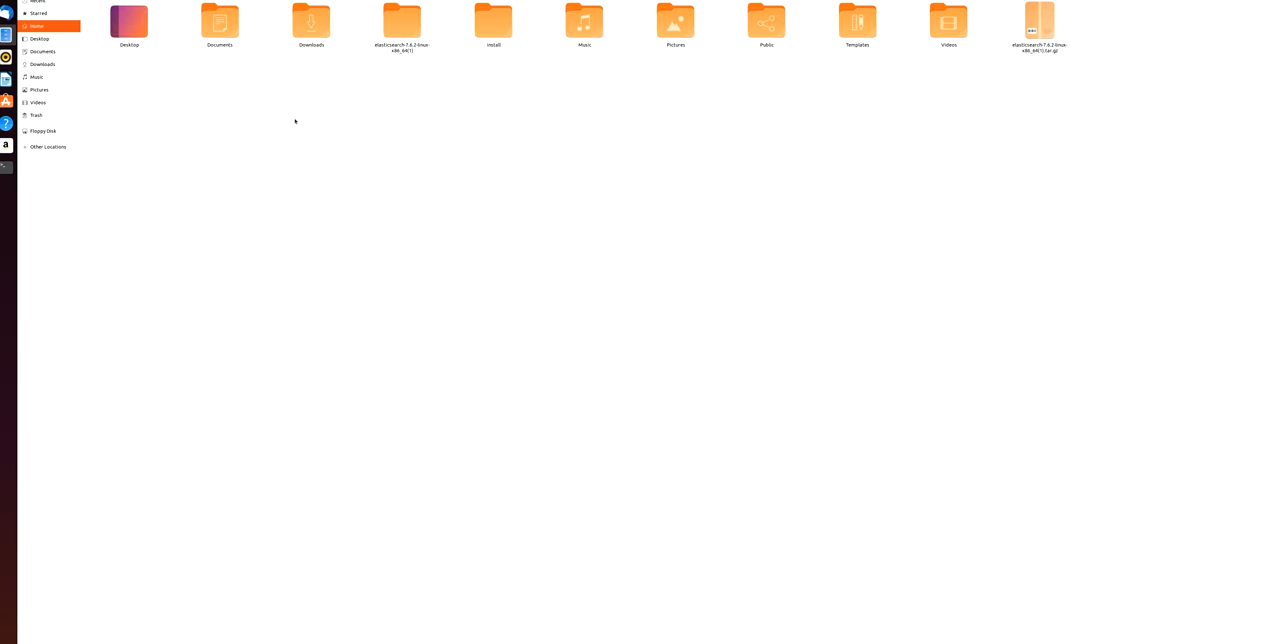 Recent
Starred
Home
Desktop
Documents
Downloads
Music
Pictures
Videos
Trash
Floppy Disk
Other Locations
Desktop
Documents
Downloads
elasticsearch-7.6.2-linux-
x86_64(1)
install
Music
Pictures
Public
Templates
Videos
elasticsearch-7.6.2-linux-
x86_64(1).tar.gz